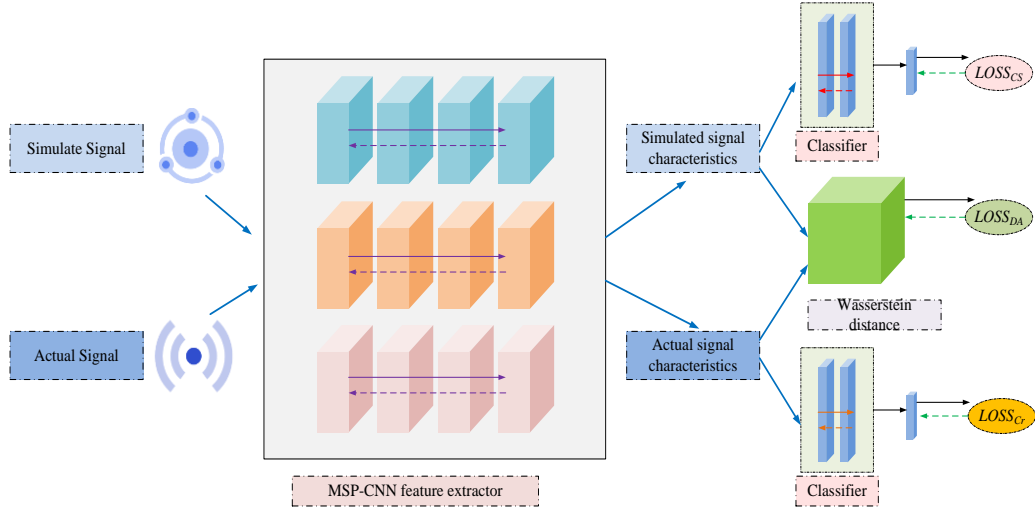 Simulate Signal
Actual Signal
MSP-CNN feature extractor
Simulated signal
characteristics
Actual signal
characteristics
Classifier
LOSS_CS
Wasserstein
distance
LOSS_DA
Classifier
LOSS_Cr